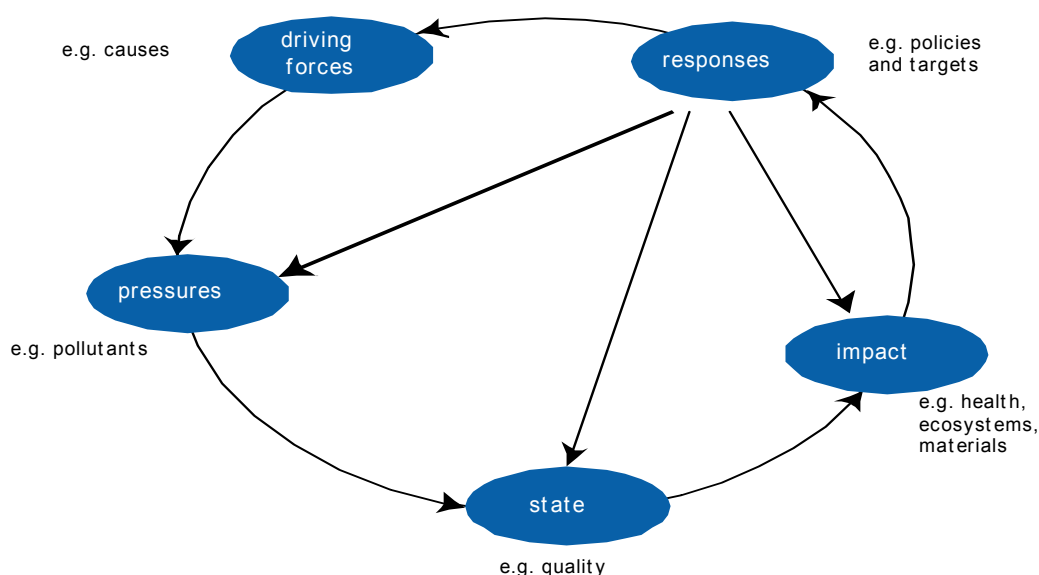 e.g. causes
driving
forces
responses
e.g. policies
and targets
pressures
e.g. pollutants
impact
e.g. health,
ecosystems,
materials
state
e.g. quality